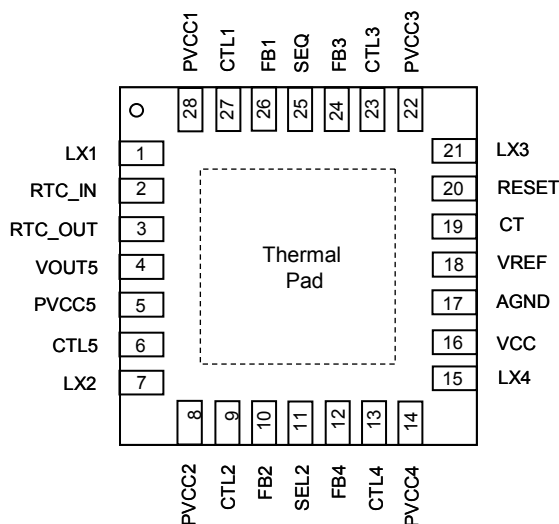 PVCC1 CTL1 FB1 SEQ FB3 CTL3 PVCC3
28 27 26 25 24 23 22
LX1 1
RTC_IN 2
RTC_OUT 3
VOUT5 4
PVCC5 5
CTL5 6
LX2 7
Thermal
Pad
21 LX3
20 RESET
19 CT
18 VREF
17 AGND
16 VCC
15 LX4
8 9 10 11 12 13 14
PVCC2 CTL2 FB2 SEL2 FB4 CTL4 PVCC4